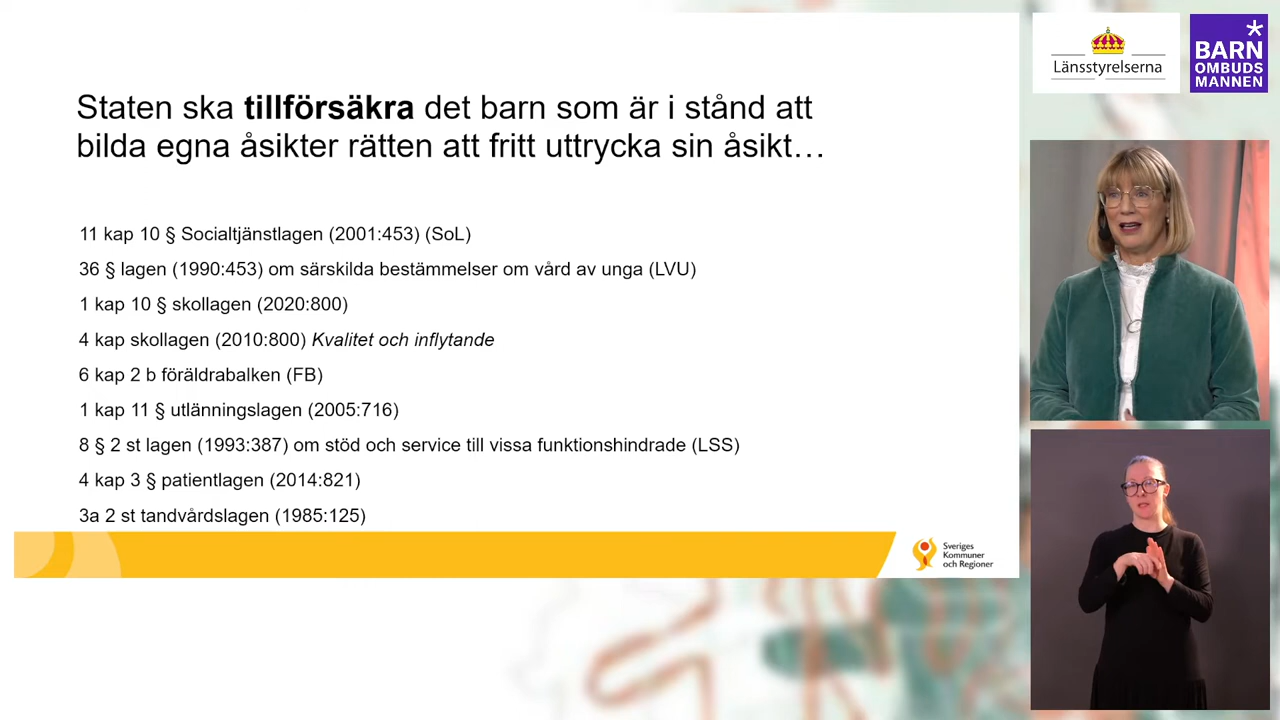 Staten ska tillförsäkra det barn som är i stånd att
bilda egna åsikter rätten att fritt uttrycka sin åsikt…
11 kap 10 § Socialtjänstlagen (2001:453) (SoL)
36 § lagen (1990:453) om särskilda bestämmelser om vård av unga (LVU)
1 kap 10 § skollagen (2020:800)
4 kap skollagen (2010:800) Kvalitet och inflytande
6 kap 2 b föräldrabalken (FB)
1 kap 11 § utlänningslagen (2005:716)
8 § 2 st lagen (1993:387) om stöd och service till vissa funktionshindrade (LSS)
4 kap 3 § patientlagen (2014:821)
3a 2 st tandvårdslagen (1985:125)
Sveriges
Kommuner
och Regioner
Länsstyrelserna
BARN
OMBUDS
MANNEN